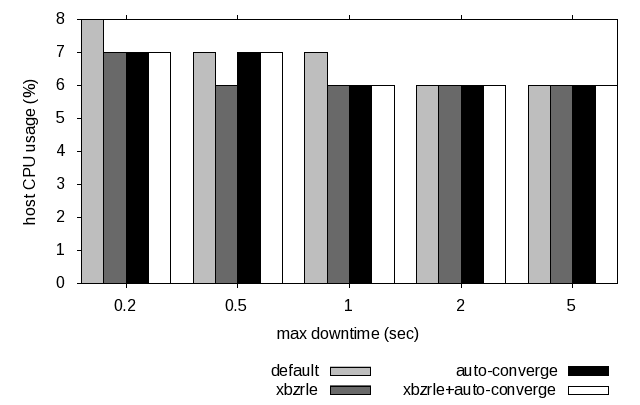 8
7
6
5
4
3
2
1
0
host CPU usage (%)
0.2 0.5 1 2 5
max downtime (sec)
default auto-converge
xbzrle xbzrle+auto-converge